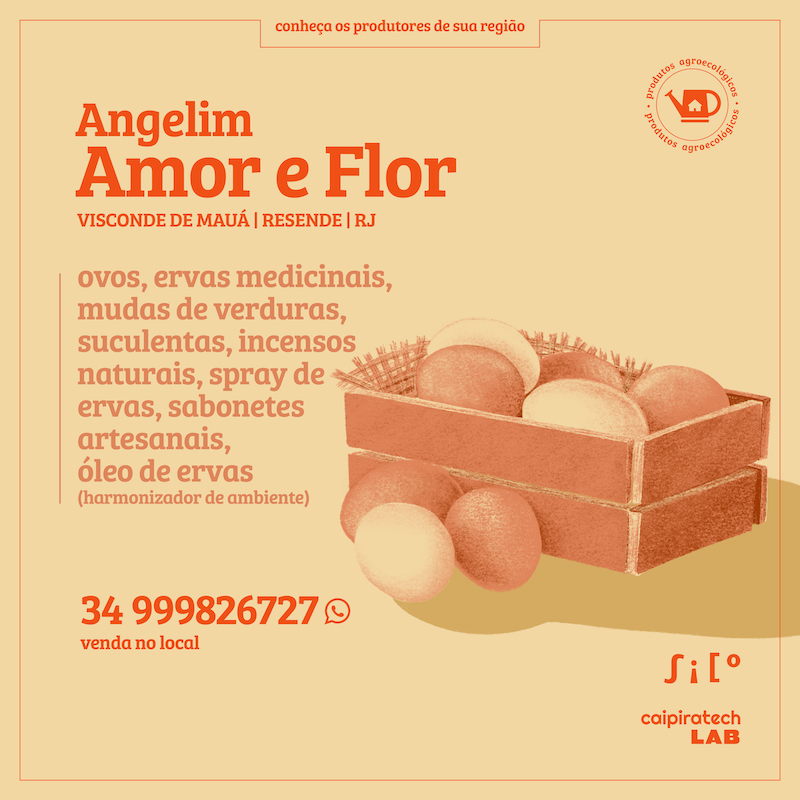 conheça os produtores de sua região
produtos agroecológicos • produtos agroecológicos •
Angelim
Amor e Flor
VISCONDE DE MAUÁ | RESENDE | RJ
ovos, ervas medicinais,
mudas de verduras,
suculentas, incensos
naturais, spray de
ervas, sabonetes
artesanais,
óleo de ervas
(harmonizador de ambiente)
34 999826727
venda no local
caipiratech
LAB